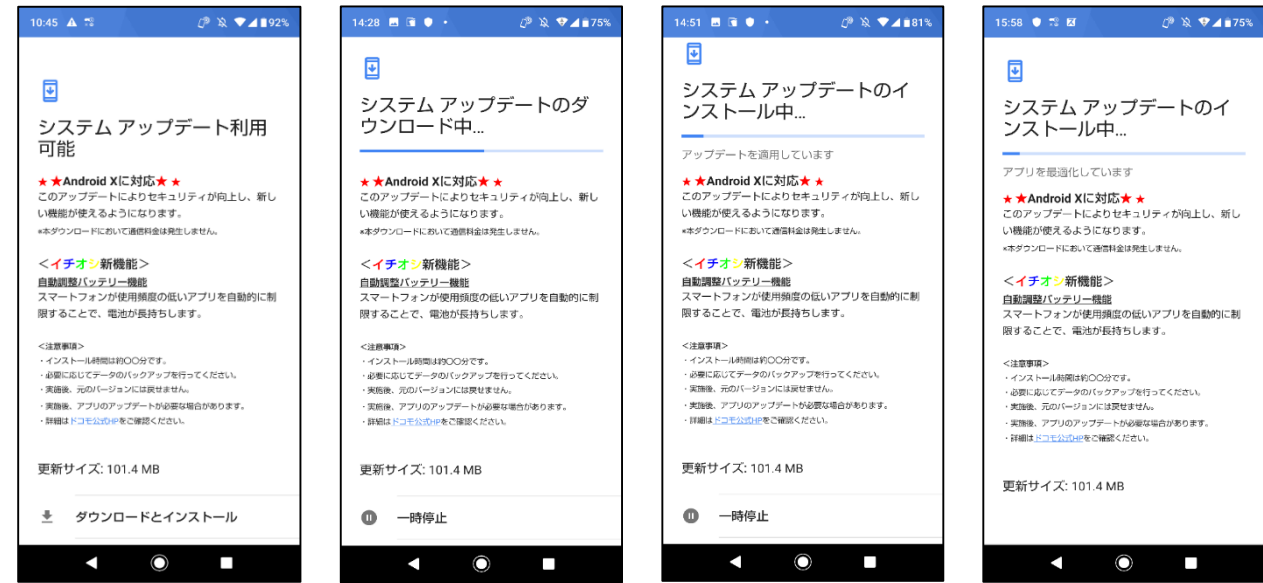 10:45
92%
システム アップデート利用
可能
★ ★Android Xに対応★ ★
このアップデートによりセキュリティが向上し、新し
い機能が使えるようになります。
*本ダウンロードにおいて通信料金は発生しません。
＜イチオシ新機能＞
自動調整バッテリー機能
スマートフォンが使用頻度の低いアプリを自動的に制
限することで、電池が長持ちします。
＜注意事項＞
・インストール時間は約〇〇分です。
・必要に応じてデータのバックアップを行ってください。
・実施後、元のバージョンには戻せません。
・実施後、アプリのアップデートが必要な場合があります。
・詳細はドコモ公式HPをご確認ください。
更新サイズ: 101.4 MB
ダウンロードとインストール
14:28
75%
システム アップデートのダ
ウンロード中...
★ ★Android Xに対応★ ★
このアップデートによりセキュリティが向上し、新し
い機能が使えるようになります。
*本ダウンロードにおいて通信料金は発生しません。
＜イチオシ新機能＞
自動調整バッテリー機能
スマートフォンが使用頻度の低いアプリを自動的に制
限することで、電池が長持ちします。
＜注意事項＞
・インストール時間は約〇〇分です。
・必要に応じてデータのバックアップを行ってください。
・実施後、元のバージョンには戻せません。
・実施後、アプリのアップデートが必要な場合があります。
・詳細はドコモ公式HPをご確認ください。
更新サイズ: 101.4 MB
一時停止
14:51
81%
システム アップデートのイ
ンストール中...
アップデートを適用しています
★ ★Android Xに対応★ ★
このアップデートによりセキュリティが向上し、新し
い機能が使えるようになります。
*本ダウンロードにおいて通信料金は発生しません。
＜イチオシ新機能＞
自動調整バッテリー機能
スマートフォンが使用頻度の低いアプリを自動的に制
限することで、電池が長持ちします。
＜注意事項＞
・インストール時間は約〇〇分です。
・必要に応じてデータのバックアップを行ってください。
・実施後、元のバージョンには戻せません。
・実施後、アプリのアップデートが必要な場合があります。
・詳細はドコモ公式HPをご確認ください。
更新サイズ: 101.4 MB
一時停止
15:58
75%
システム アップデートのイ
ンストール中...
アプリを最適化しています
★ ★Android Xに対応★ ★
このアップデートによりセキュリティが向上し、新し
い機能が使えるようになります。
*本ダウンロードにおいて通信料金は発生しません。
＜イチオシ新機能＞
自動調整バッテリー機能
スマートフォンが使用頻度の低いアプリを自動的に制
限することで、電池が長持ちします。
＜注意事項＞
・インストール時間は約〇〇分です。
・必要に応じてデータのバックアップを行ってください。
・実施後、元のバージョンには戻せません。
・実施後、アプリのアップデートが必要な場合があります。
・詳細はドコモ公式HPをご確認ください。
更新サイズ: 101.4 MB